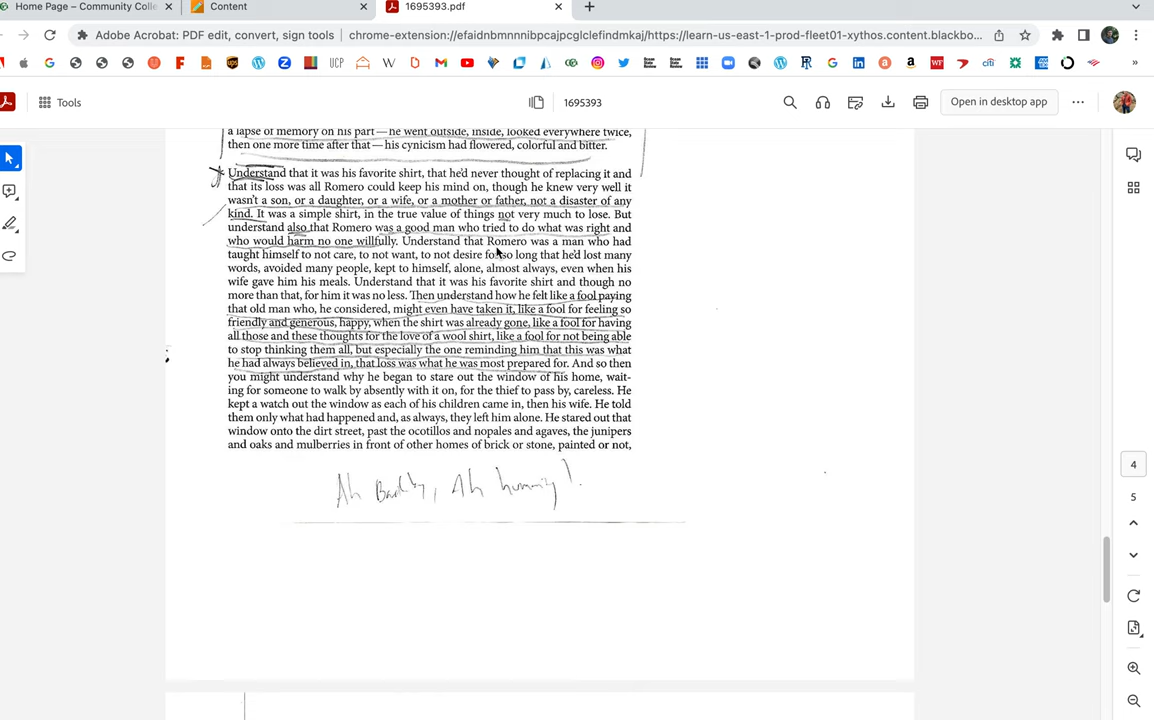 Home Page – Community Colle
Content
1695393.pdf
Adobe Acrobat: PDF edit, convert, sign tools | chrome-extension://efaidnbmnnnibpcajpcglclefindmkaj/https://learn-us-east-1-prod-fleet01-xythos.content.blackbo...
UCP
Tools
1695393
Open in desktop app
a lapse of memory on his part—he went outside, inside, looked everywhere twice,
then one more time after that—his cynicism had flowered, colorful and bitter.
Understand that it was his favorite shirt, that he'd never thought of replacing it and
that its loss was all Romero could keep his mind on, though he knew very well it
wasn't a son, or a daughter, or a wife, or a mother or father, not a disaster of any
kind. It was a simple shirt, in the true value of things not very much to lose. But
understand also that Romero was a good man who tried to do what was right and
who would harm no one willfully. Understand that Romero was a man who had
taught himself to not care, to not want, to not desire for so long that he'd lost many
words, avoided many people, kept to himself, alone, almost always, even when his
wife gave him his meals. Understand that it was his favorite shirt and though no
more than that, for him it was no less. Then understand how he felt like a fool paying
that old man who, he considered, might even have taken it, like a fool for feeling so
friendly and generous, happy, when the shirt was already gone, like a fool for having
all those and these thoughts for the love of a wool shirt, like a fool for not being able
to stop thinking them all, but especially the one reminding him that this was what
he had always believed in, that loss was what he was most prepared for. And so then
you might understand why he began to stare out the window of his home, wait-
ing for someone to walk by absently with it on, for the thief to pass by, careless. He
kept a watch out the window as each of his children came in, then his wife. He told
them only what had happened and, as always, they left him alone. He stared out that
window onto the dirt street, past the ocotillos and nopales and agaves, the junipers
and oaks and mulberries in front of other homes of brick or stone, painted or not,
Ah Ah
4
5